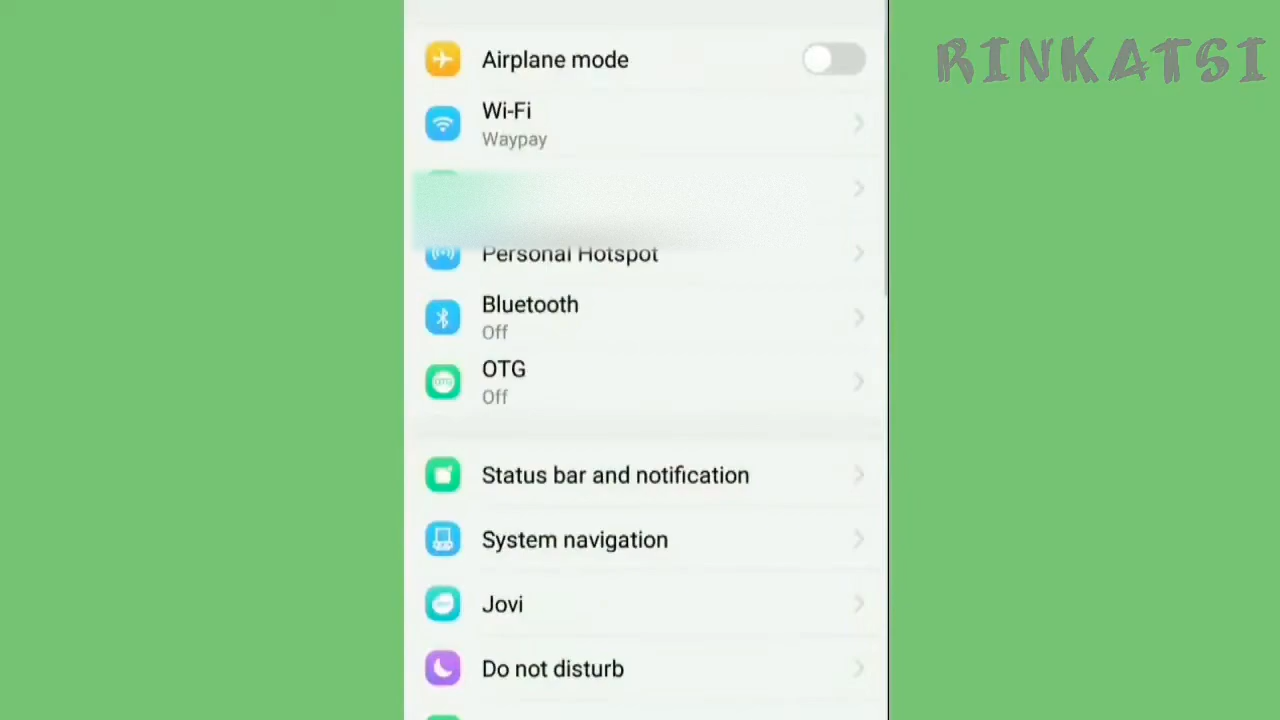 RINKATSI
Airplane mode
Wi-Fi
Waypay
Personal Hotspot
Bluetooth
Off
OTG
Off
Status bar and notification
System navigation
Jovi
Do not disturb